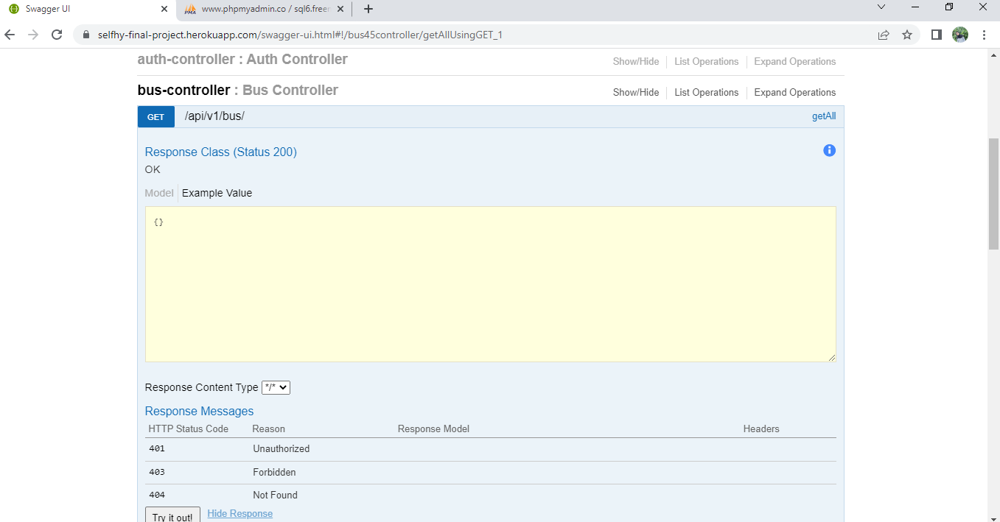 Swagger UI
www.phpmyadmin.co / sql6.freer
selfhy-final-project.herokuapp.com/swagger-ui.html#!/bus45controller/getAllUsingGET_1
auth-controller : Auth Controller Show/Hide List Operations Expand Operations
bus-controller : Bus Controller Show/Hide List Operations Expand Operations
GET /api/v1/bus/ getAll
Response Class (Status 200)
OK
Model Example Value
{}
Response Content Type */*
Response Messages
HTTP Status Code Reason Response Model Headers
401 Unauthorized
403 Forbidden
404 Not Found
Try it out! Hide Response